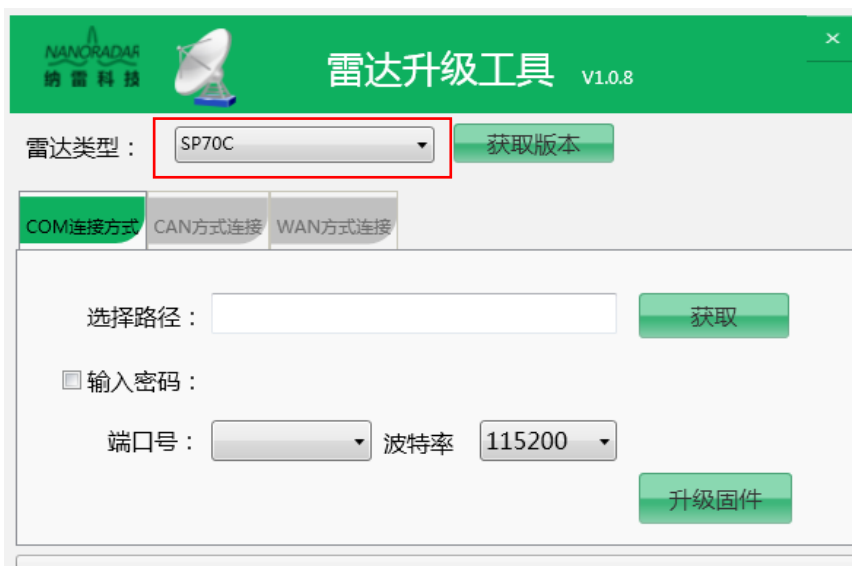 NANORADAR
纳雷科技
雷达升级工具 V1.0.8
雷达类型： SP70C 获取版本
COM连接方式 CAN方式连接 WAN方式连接
选择路径： 获取
输入密码：
端口号： 波特率 115200
升级固件